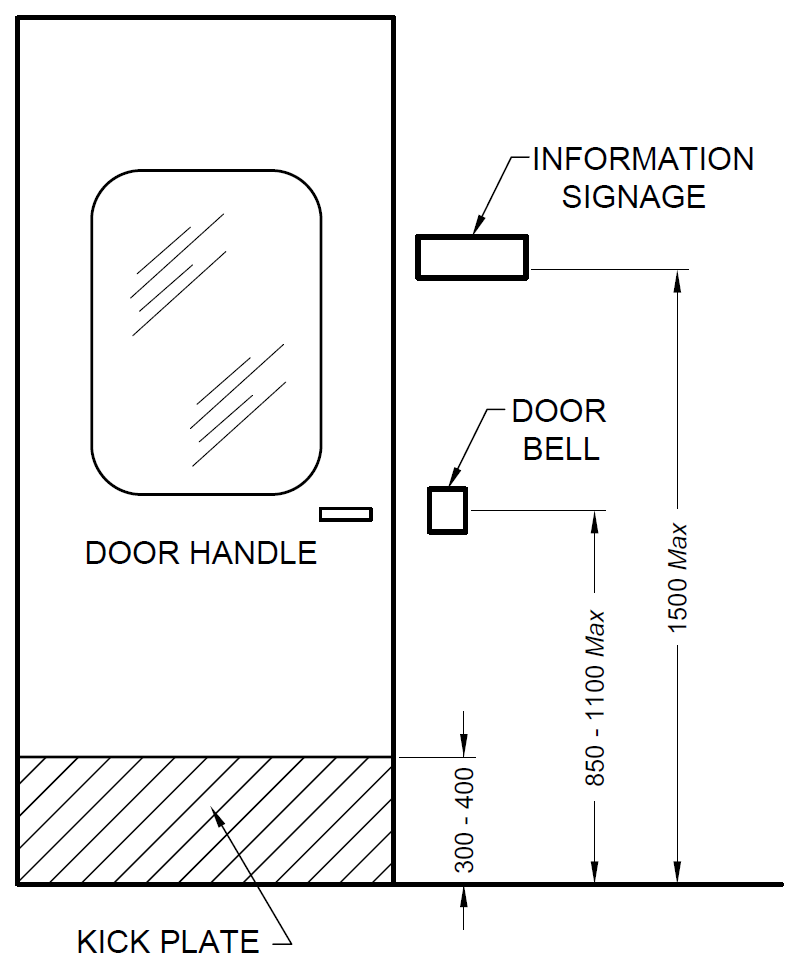 INFORMATION
SIGNAGE
DOOR
BELL
DOOR HANDLE
1500 Max
850 - 1100 Max
300 - 400
KICK PLATE